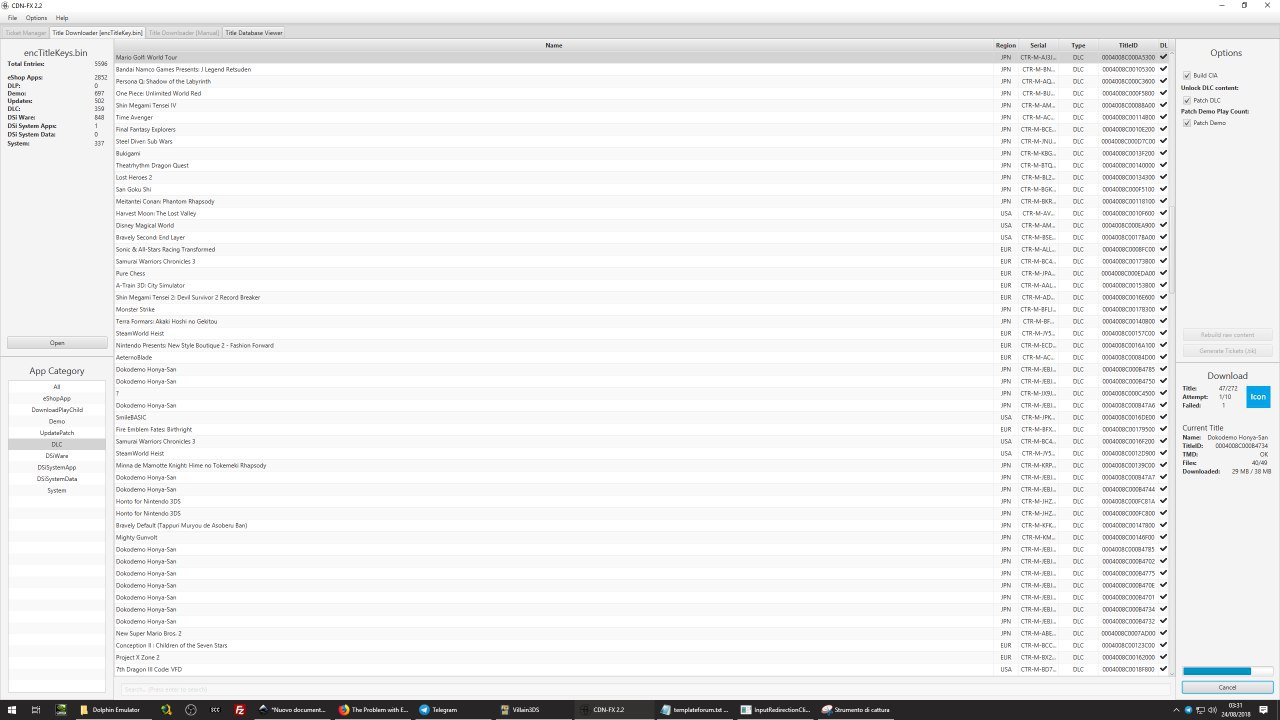 CDN-FX 2.2
File Options Help
Ticket Manager Title Downloader [encTitleKey.bin] Title Downloader [Manual] Title Database Viewer
encTitleKeys.bin
Total Entries: 5596
eShop Apps: 2852
DLP: 0
Demo: 697
Updates: 502
DLC: 359
DSi Ware: 848
DSi System Apps: 1
DSi System Data: 0
System: 337
Open
App Category
All
eShopApp
DownloadPlayChild
Demo
UpdatePatch
DLC
DSiWare
DSiSystemApp
DSiSystemData
System
Name Region Serial Type TitleID DL
Mario Golf: World Tour JPN CTR-M-AJ3J... DLC 0004008C000A5300
Bandai Namco Games Presents: J Legend Retsuden JPN CTR-M-BN... DLC 0004008C00105300
Persona Q: Shadow of the Labyrinth JPN CTR-M-AQ... DLC 0004008C000C3600
One Piece: Unlimited World Red JPN CTR-M-BU... DLC 0004008C000F5800
Shin Megami Tensei IV JPN CTR-M-AM... DLC 0004008C00088A00
Time Avenger JPN CTR-M-AC... DLC 0004008C00114800
Final Fantasy Explorers JPN CTR-M-BCE... DLC 0004008C0010E200
Steel Diver: Sub Wars JPN CTR-M-JNU... DLC 0004008C000D7C00
Bukigami JPN CTR-M-KBG... DLC 0004008C0013F200
Theatrhythm Dragon Quest JPN CTR-M-BTQ... DLC 0004008C00140000
Lost Heroes 2 JPN CTR-M-BLZ... DLC 0004008C00134300
San Goku Shi JPN CTR-M-BGK... DLC 0004008C000F5100
Meitantei Conan: Phantom Rhapsody JPN CTR-M-BKR... DLC 0004008C00118100
Harvest Moon: The Lost Valley USA CTR-M-AV... DLC 0004008C0010F600
Disney Magical World USA CTR-M-AM... DLC 0004008C000EA900
Bravely Second: End Layer USA CTR-M-BSE... DLC 0004008C0017BA00
Sonic & All-Stars Racing Transformed EUR CTR-M-ALL... DLC 0004008C0008FC00
Samurai Warriors Chronicles 3 EUR CTR-M-BC4... DLC 0004008C00173B00
Pure Chess EUR CTR-M-JPA... DLC 0004008C000EDA00
A-Train 3D: City Simulator EUR CTR-M-AAL... DLC 0004008C00153B00
Shin Megami Tensei 2: Devil Survivor 2 Record Breaker EUR CTR-M-AD... DLC 0004008C0016E600
Monster Strike JPN CTR-M-BFLJ... DLC 0004008C00178300
Terra Formars: Akaki Hoshi no Gekitou JPN CTR-M-BF... DLC 0004008C00140B00
SteamWorld Heist EUR CTR-M-JYS... DLC 0004008C00157C00
Nintendo Presents: New Style Boutique 2 - Fashion Forward EUR CTR-M-ECD... DLC 0004008C0016A100
AeternoBlade EUR CTR-M-AC... DLC 0004008C00084D00
Dokodemo Honya-San JPN CTR-M-JEBJ... DLC 0004008C000B4785
Dokodemo Honya-San JPN CTR-M-JEBJ... DLC 0004008C000B4750
? JPN CTR-M-JX9J... DLC 0004008C000C4500
Dokodemo Honya-San JPN CTR-M-JEBJ... DLC 0004008C000B47A6
SmileBASIC USA CTR-M-JPK... DLC 0004008C0016DE00
Fire Emblem Fates: Birthright USA CTR-M-BFX... DLC 0004008C00179500
Samurai Warriors Chronicles 3 USA CTR-M-BC4... DLC 0004008C0016F200
SteamWorld Heist USA CTR-M-JYS... DLC 0004008C0012D900
Minna de Mamotte Knight: Hime no Tokemeki Rhapsody JPN CTR-M-KRP... DLC 0004008C00139C00
Dokodemo Honya-San JPN CTR-M-JEBJ... DLC 0004008C000B47A7
Dokodemo Honya-San JPN CTR-M-JEBJ... DLC 0004008C000B4744
Honto for Nintendo 3DS JPN CTR-M-JHZ... DLC 0004008C000FC81A
Honto for Nintendo 3DS JPN CTR-M-JHZ... DLC 0004008C000FC800
Bravely Default (Tappuri Muryou de Asoberu Ban) JPN CTR-M-KFK... DLC 0004008C00147800
Mighty Gunvolt JPN CTR-M-KM... DLC 0004008C00146F00
Dokodemo Honya-San JPN CTR-M-JEBJ... DLC 0004008C000B47B5
Dokodemo Honya-San JPN CTR-M-JEBJ... DLC 0004008C000B4702
Dokodemo Honya-San JPN CTR-M-JEBJ... DLC 0004008C000B4775
Dokodemo Honya-San JPN CTR-M-JEBJ... DLC 0004008C000B470E
Dokodemo Honya-San JPN CTR-M-JEBJ... DLC 0004008C000B4701
Dokodemo Honya-San JPN CTR-M-JEBJ... DLC 0004008C000B4734
Dokodemo Honya-San JPN CTR-M-JEBJ... DLC 0004008C000B4732
New Super Mario Bros. 2 JPN CTR-M-ABE... DLC 0004008C0007AD00
Conception II : Children of the Seven Stars EUR CTR-M-BCC... DLC 0004008C00123C00
Project X Zone 2 EUR CTR-M-BX2... DLC 0004008C00162000
7th Dragon III Code: VFD USA CTR-M-BD7... DLC 0004008C0018F800
Search... (Press enter to search)
Options
Build CIA
Unlock DLC content:
Patch DLC
Patch Demo Play Count:
Patch Demo
Rebuild raw content
Generate Tickets (.tik)
Download
Title: 47/272
Attempt: 1/10
Failed: 1
Icon
Current Title
Name: Dokodemo Honya-San
TitleID: 0004008C000B4734
TMD: OK
Files: 40/49
Downloaded: 29 MB / 38 MB
Cancel
Dolphin Emulator
*Nuovo document...
The Problem with E...
Telegram
Villain3DS
CDN-FX 2.2
templateforum.txt ...
InputRedirectionClie...
Strumento di cattura
03:31
24/08/2018